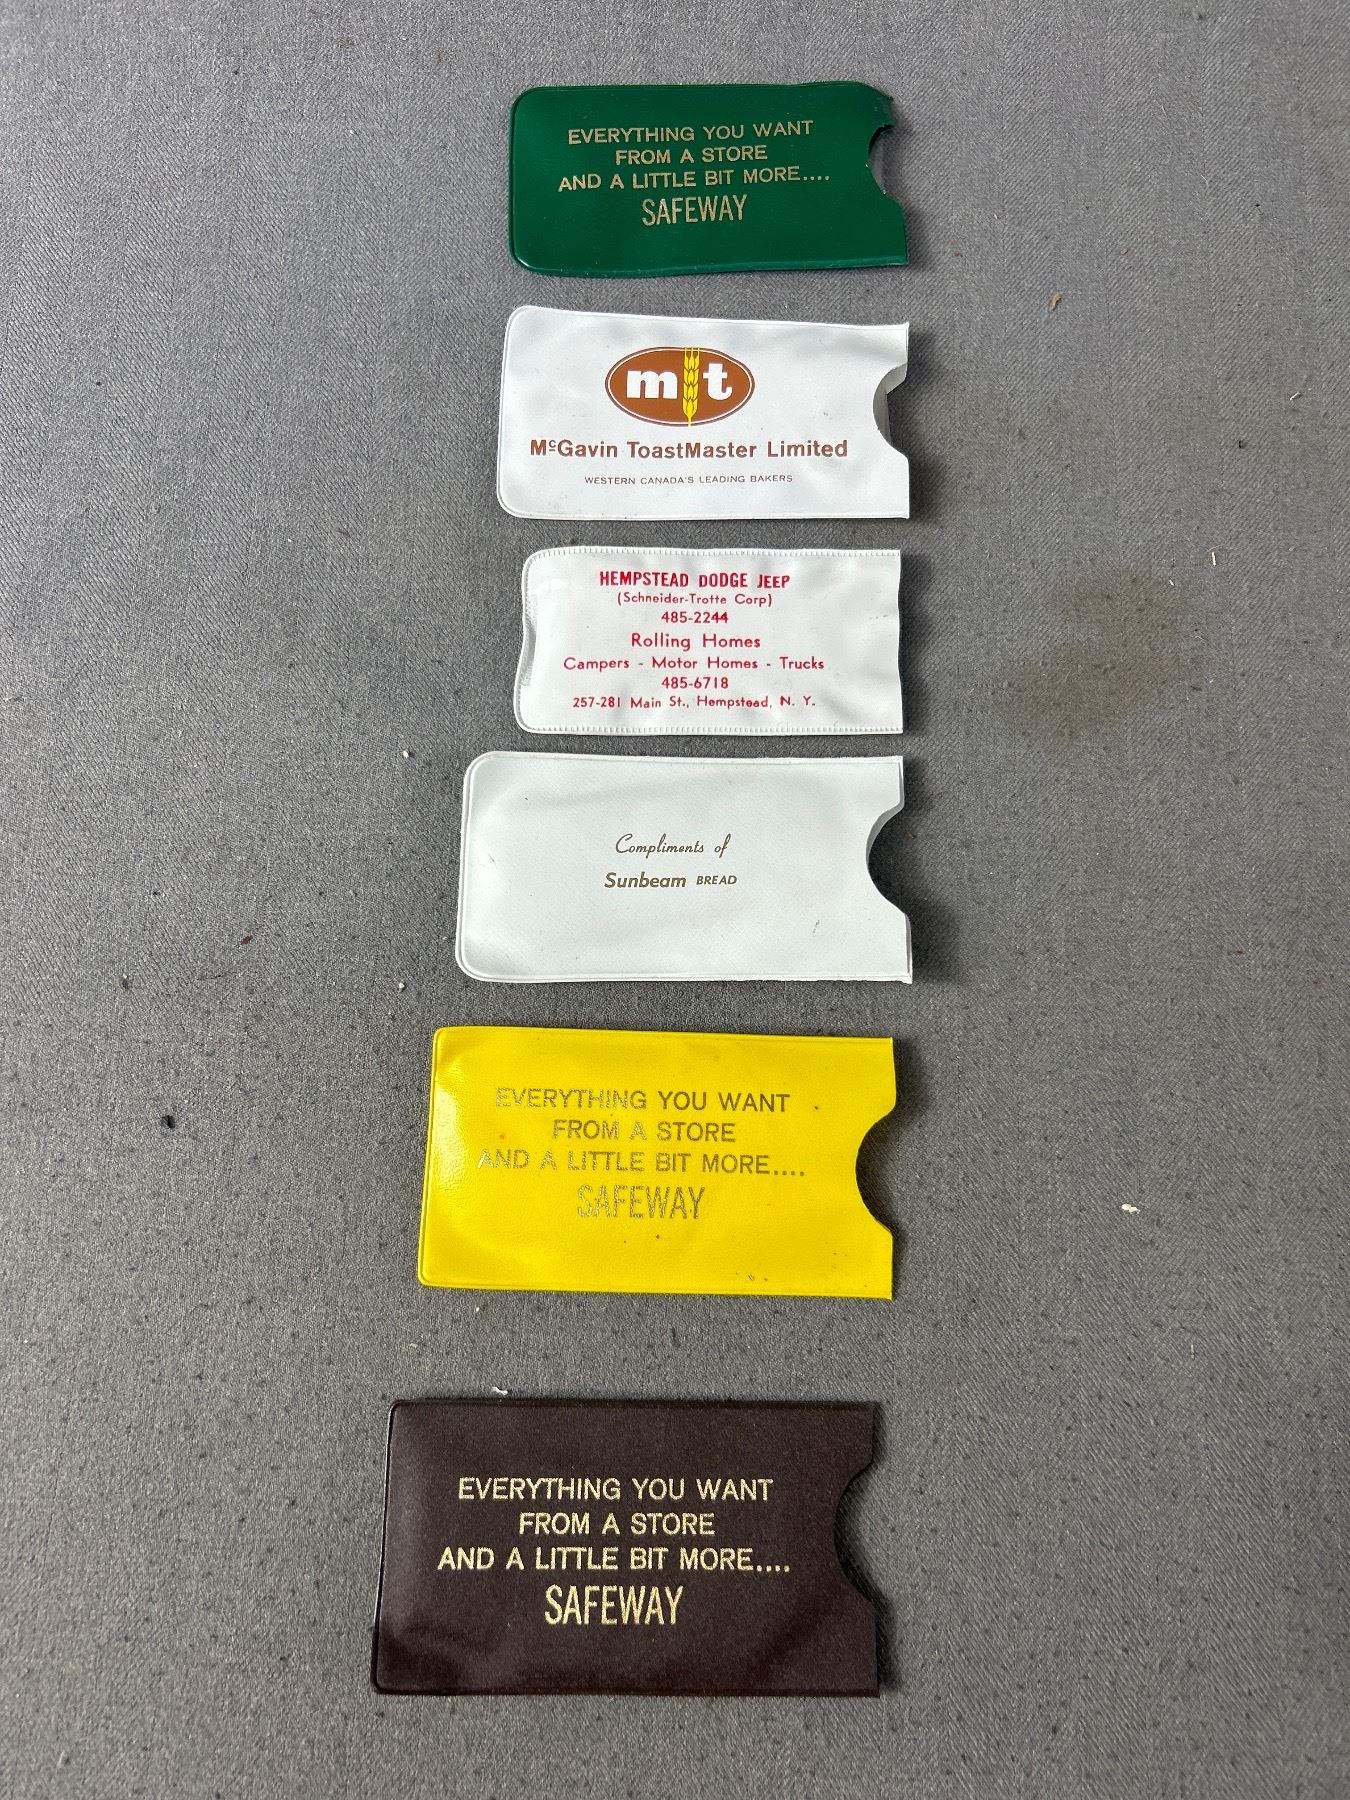 EVERYTHING YOU WANT
FROM A STORE
AND A LITTLE BIT MORE....
SAFEWAY
m t
McGavin ToastMaster Limited
WESTERN CANADA'S LEADING BAKERS
HEMPSTEAD DODGE JEEP
(Schneider-Trotte Corp)
485-2244
Rolling Homes
Campers - Motor Homes - Trucks
485-6718
257-281 Main St., Hempstead, N. Y.
Compliments of
Sunbeam BREAD
EVERYTHING YOU WANT
FROM A STORE
AND A LITTLE BIT MORE....
SAFEWAY
EVERYTHING YOU WANT
FROM A STORE
AND A LITTLE BIT MORE....
SAFEWAY